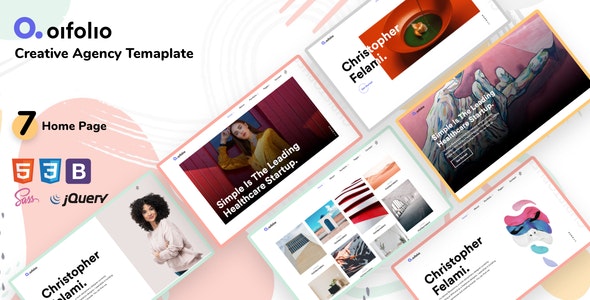 oifolio
Creative Agency Temaplate
7
Home Page
5
3
B
Sass
jQuery
Christopher
Felami.
Simple Is The Leading
Healthcare Startup.
Simple Is The Leading
Healthcare Startup.
Christopher
Felami.
Christopher
Felami.